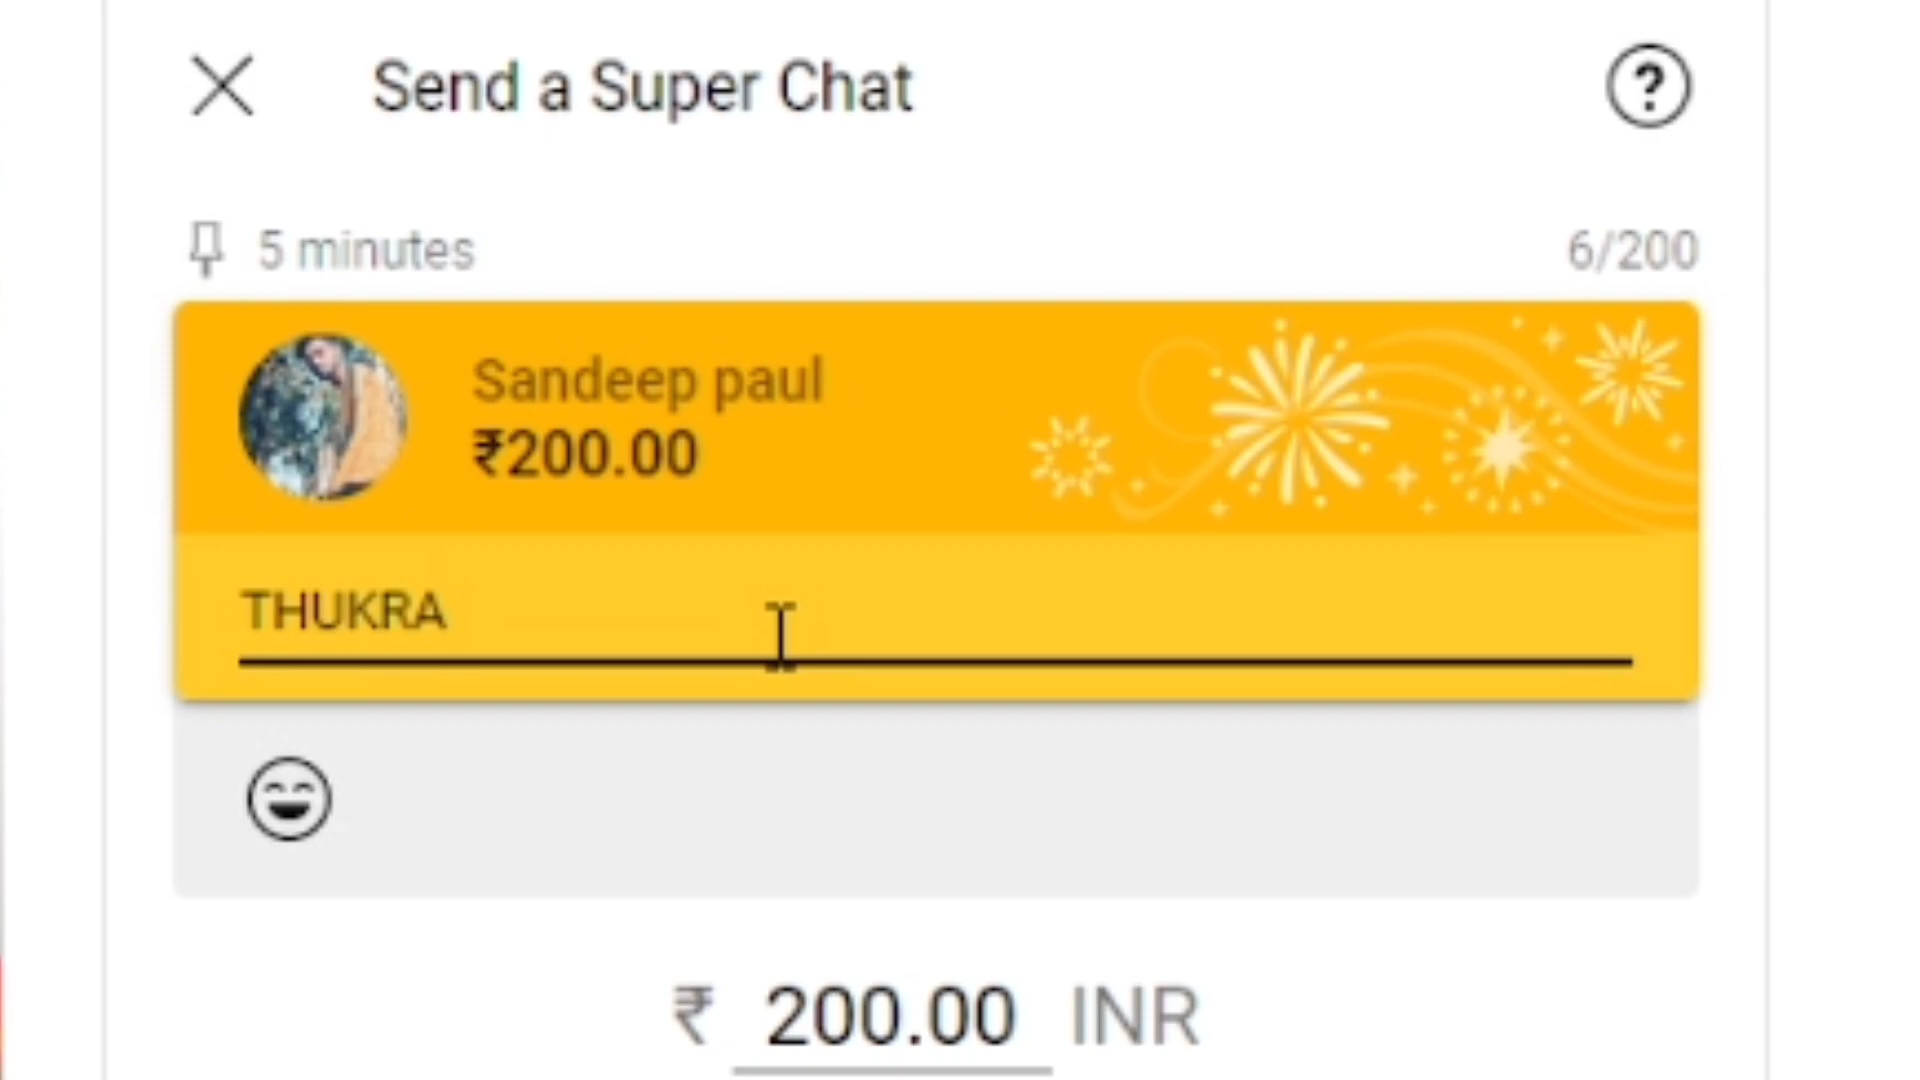 Send a Super Chat
5 minutes
6/200
Sandeep paul
₹200.00
THUKRA
₹ 200.00 INR